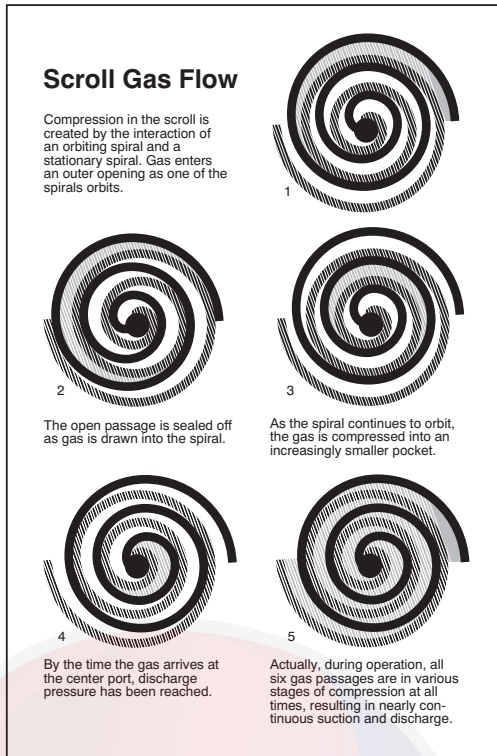 Scroll Gas Flow
Compression in the scroll is
created by the interaction of
an orbiting spiral and a
stationary spiral. Gas enters
an outer opening as one of the
spirals orbits.
1
2
The open passage is sealed off
as gas is drawn into the spiral.
3
As the spiral continues to orbit,
the gas is compressed into an
increasingly smaller pocket.
4
By the time the gas arrives at
the center port, discharge
pressure has been reached.
5
Actually, during operation, all
six gas passages are in various
stages of compression at all
times, resulting in nearly con-
tinuous suction and discharge.